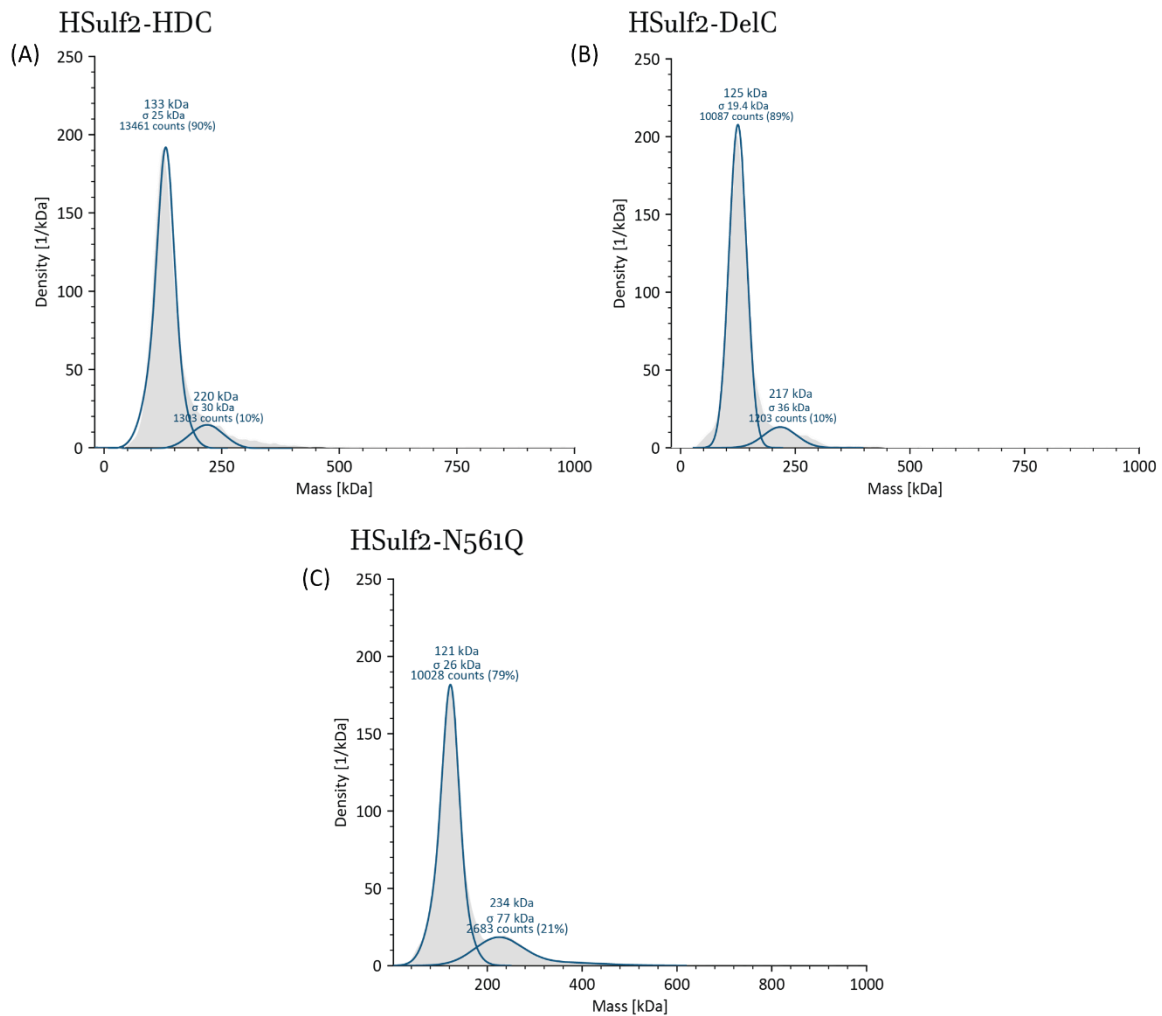 HSulf2-HDC
(A)
250
200
150
100
50
0
Density [1/kDa]
133 kDa
σ 25 kDa
13461 counts (90%)
220 kDa
σ 30 kDa
1303 counts (10%)
0 250 500 750 1000
Mass [kDa]
HSulf2-DelC
(B)
250
200
150
100
50
0
Density [1/kDa]
125 kDa
σ 19.4 kDa
10087 counts (89%)
217 kDa
σ 36 kDa
1203 counts (10%)
0 250 500 750 1000
Mass [kDa]
HSulf2-N561Q
(C)
250
200
150
100
50
0
Density [1/kDa]
121 kDa
σ 26 kDa
10028 counts (79%)
234 kDa
σ 77 kDa
2683 counts (21%)
200 400 600 800 1000
Mass [kDa]